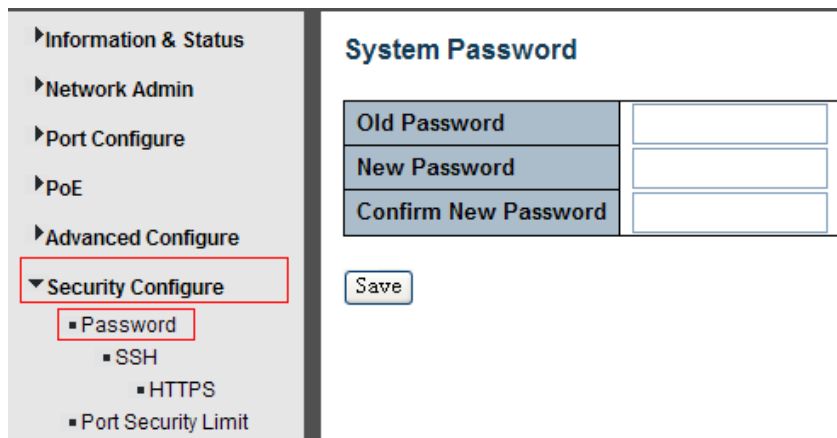 Information & Status
Network Admin
Port Configure
PoE
Advanced Configure
Security Configure
Password
SSH
HTTPS
Port Security Limit
System Password
Old Password
New Password
Confirm New Password
Save